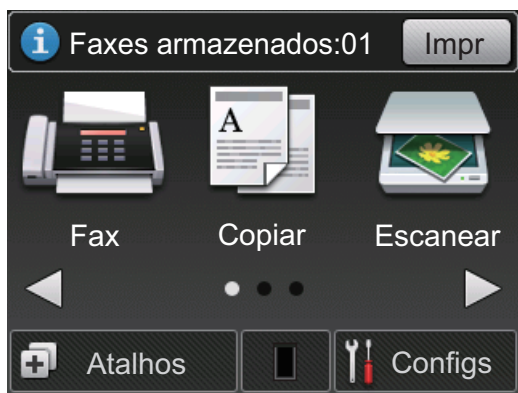 Faxes armazenados:01 Impr
A
Fax Copiar Escanear
Atalhos Configs